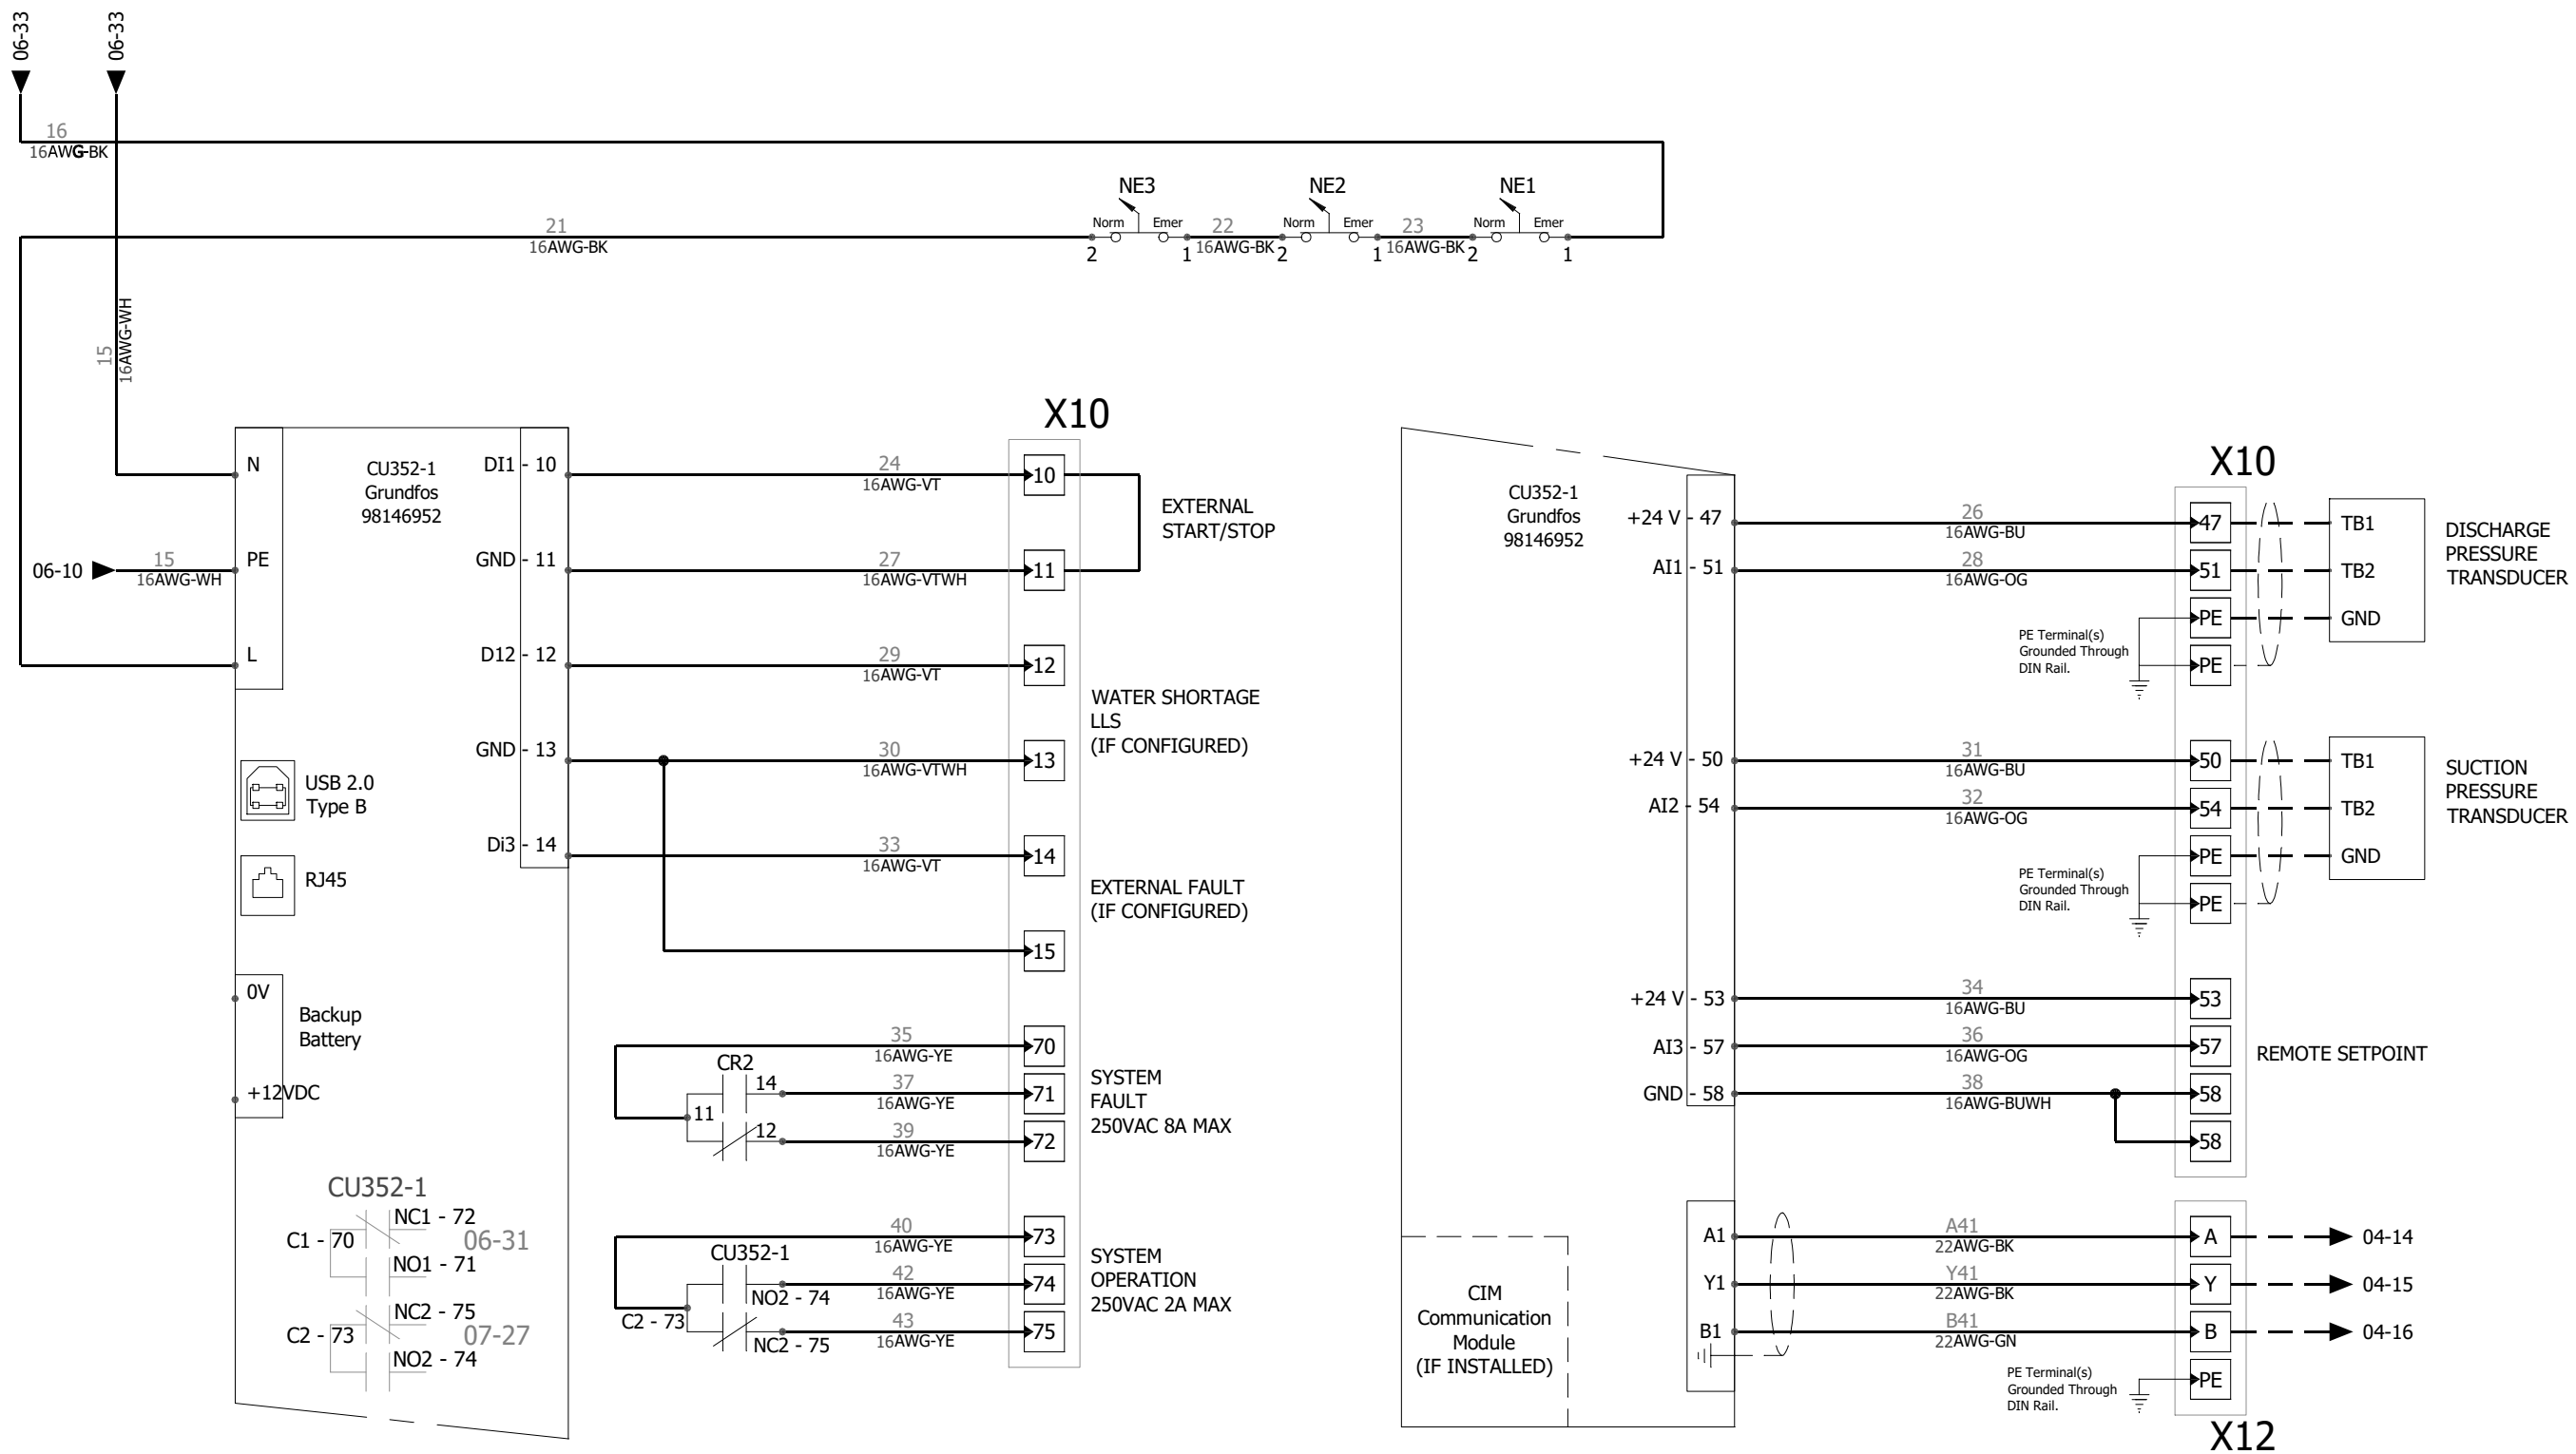 06-33
06-33
16
16AWG-BK
NE3
NE2
NE1
Norm Emer
Norm Emer
Norm Emer
21
16AWG-BK
22
16AWG-BK
23
16AWG-BK
2 1
2 1
2 1
15
16AWG-WH
X10
N
CU352-1
Grundfos
98146952
DI1 - 10
24
16AWG-VT
10
EXTERNAL
START/STOP
06-10
15
16AWG-WH
PE
GND - 11
27
16AWG-VTWH
11
L
D12 - 12
29
16AWG-VT
12
WATER SHORTAGE
LLS
(IF CONFIGURED)
GND - 13
30
16AWG-VTWH
13
USB 2.0
Type B
Di3 - 14
33
16AWG-VT
14
RJ45
EXTERNAL FAULT
(IF CONFIGURED)
15
0V
Backup
Battery
+12VDC
35
16AWG-YE
70
CR2
14
37
16AWG-YE
71
11
12
39
16AWG-YE
72
SYSTEM
FAULT
250VAC 8A MAX
CU352-1
NC1 - 72
C1 - 70
06-31
NO1 - 71
NC2 - 75
C2 - 73
07-27
NO2 - 74
40
16AWG-YE
73
CU352-1
42
16AWG-YE
74
NO2 - 74
C2 - 73
43
16AWG-YE
75
NC2 - 75
SYSTEM
OPERATION
250VAC 2A MAX
X10
CU352-1
Grundfos
98146952
+24 V - 47
26
16AWG-BU
47
TB1
AI1 - 51
28
16AWG-OG
51
TB2
PE
GND
PE
DISCHARGE
PRESSURE
TRANSDUCER
PE Terminal(s)
Grounded Through
DIN Rail.
+24 V - 50
31
16AWG-BU
50
TB1
AI2 - 54
32
16AWG-OG
54
TB2
PE
GND
PE
SUCTION
PRESSURE
TRANSDUCER
PE Terminal(s)
Grounded Through
DIN Rail.
+24 V - 53
34
16AWG-BU
53
AI3 - 57
36
16AWG-OG
57
REMOTE SETPOINT
GND - 58
38
16AWG-BUWH
58
58
A1
A41
22AWG-BK
A
04-14
Y1
Y41
22AWG-BK
Y
04-15
B1
B41
22AWG-GN
B
04-16
CIM
Communication
Module
(IF INSTALLED)
PE Terminal(s)
Grounded Through
DIN Rail.
PE
X12